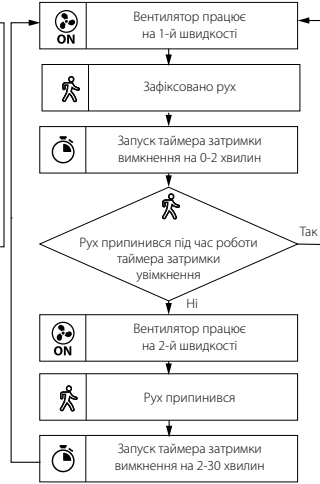 ON
Вентилятор працює
на 1-й швидкості
Зафіксовано рух
Запуск таймера затримки
вимкнення на 0-2 хвилин
Рух припинився під час роботи
таймера затримки
увімкнення
Так
Ні
ON
Вентилятор працює
на 2-й швидкості
Рух припинився
Запуск таймера затримки
вимкнення на 2-30 хвилин